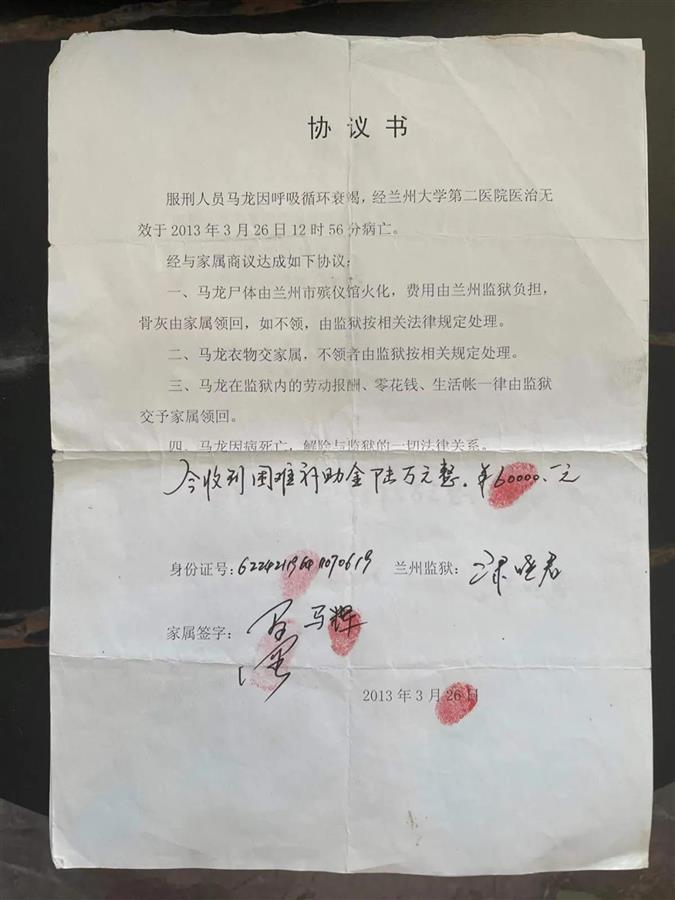 协议书
服刑人员马龙因呼吸循环衰竭，经兰州大学第二医院医治无
效于2013年3月26日12时56分病亡。
经与家属商议达成如下协议：
一、马龙尸体由兰州市殡仪馆火化，费用由兰州监狱负担，
骨灰由家属领回，如不领，由监狱按相关法律规定处理。
二、马龙衣物交家属，不领者由监狱按相关规定处理。
三、马龙在监狱内的劳动报酬、零花钱、生活帐一律由监狱
交予家属领回。
四、马龙因病死亡，解除与监狱的一切法律关系。
今收到困难补助金陆万元整。￥60000.一元
身份证号： 兰州监狱：
家属签字： 马辉
2013年3月26日